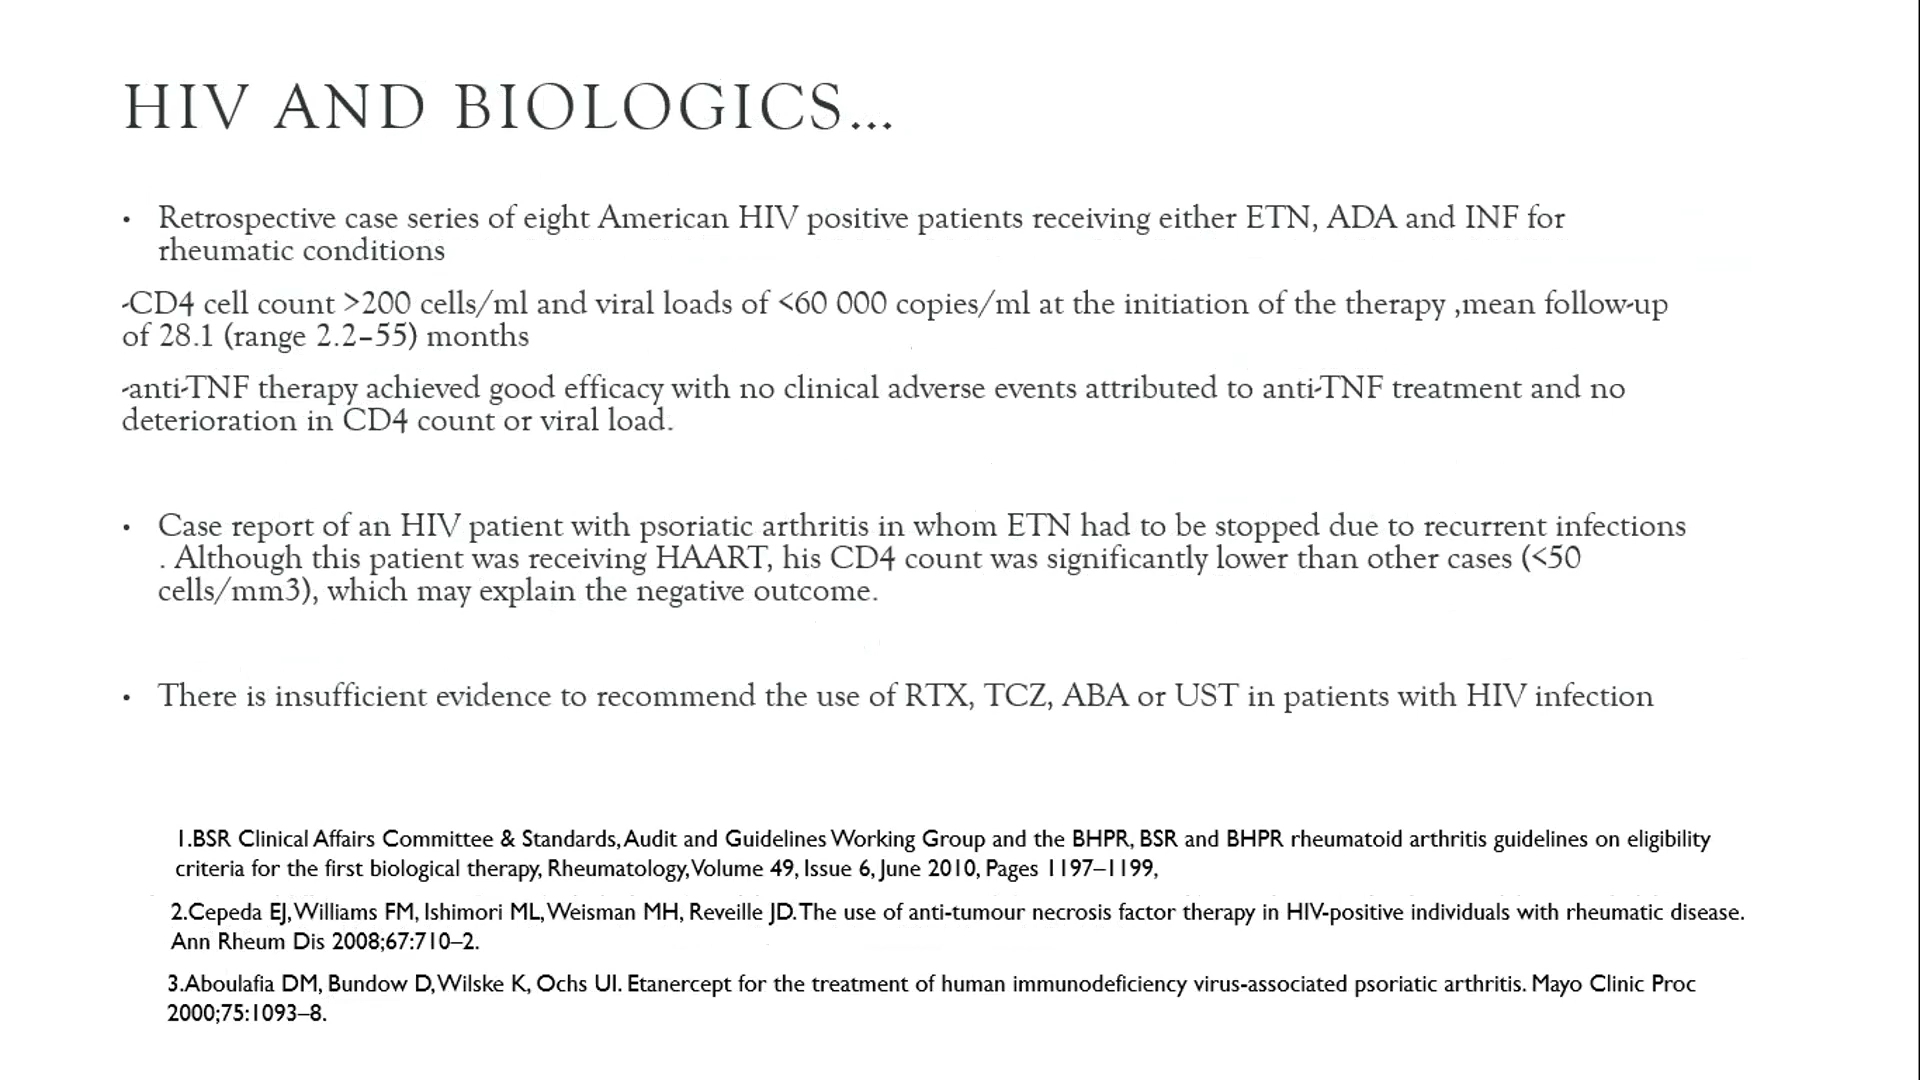 HIV AND BIOLOGICS...
• Retrospective case series of eight American HIV positive patients receiving either ETN, ADA and INF for
rheumatic conditions
-CD4 cell count >200 cells/ml and viral loads of <60 000 copies/ml at the initiation of the therapy ,mean follow-up
of 28.1 (range 2.2–55) months
-anti-TNF therapy achieved good efficacy with no clinical adverse events attributed to anti-TNF treatment and no
deterioration in CD4 count or viral load.
• Case report of an HIV patient with psoriatic arthritis in whom ETN had to be stopped due to recurrent infections
. Although this patient was receiving HAART, his CD4 count was significantly lower than other cases (<50
cells/mm3), which may explain the negative outcome.
• There is insufficient evidence to recommend the use of RTX, TCZ, ABA or UST in patients with HIV infection
1.BSR Clinical Affairs Committee & Standards, Audit and Guidelines Working Group and the BHPR, BSR and BHPR rheumatoid arthritis guidelines on eligibility
criteria for the first biological therapy, Rheumatology, Volume 49, Issue 6, June 2010, Pages 1197–1199,
2.Cepeda EJ, Williams FM, Ishimori ML, Weisman MH, Reveille JD. The use of anti-tumour necrosis factor therapy in HIV-positive individuals with rheumatic disease.
Ann Rheum Dis 2008;67:710–2.
3.Aboulafia DM, Bundow D, Wilske K, Ochs UI. Etanercept for the treatment of human immunodeficiency virus-associated psoriatic arthritis. Mayo Clinic Proc
2000;75:1093–8.